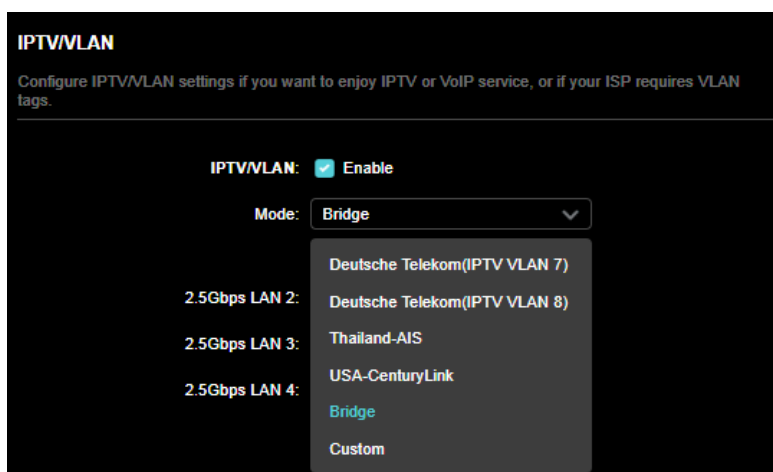 IPTV/VLAN
Configure IPTV/VLAN settings if you want to enjoy IPTV or VoIP service, or if your ISP requires VLAN
tags.
IPTV/VLAN: Enable
Mode: Bridge
Deutsche Telekom(IPTV VLAN 7)
2.5Gbps LAN 2: Deutsche Telekom(IPTV VLAN 8)
2.5Gbps LAN 3: Thailand-AIS
USA-CenturyLink
2.5Gbps LAN 4:
Bridge
Custom